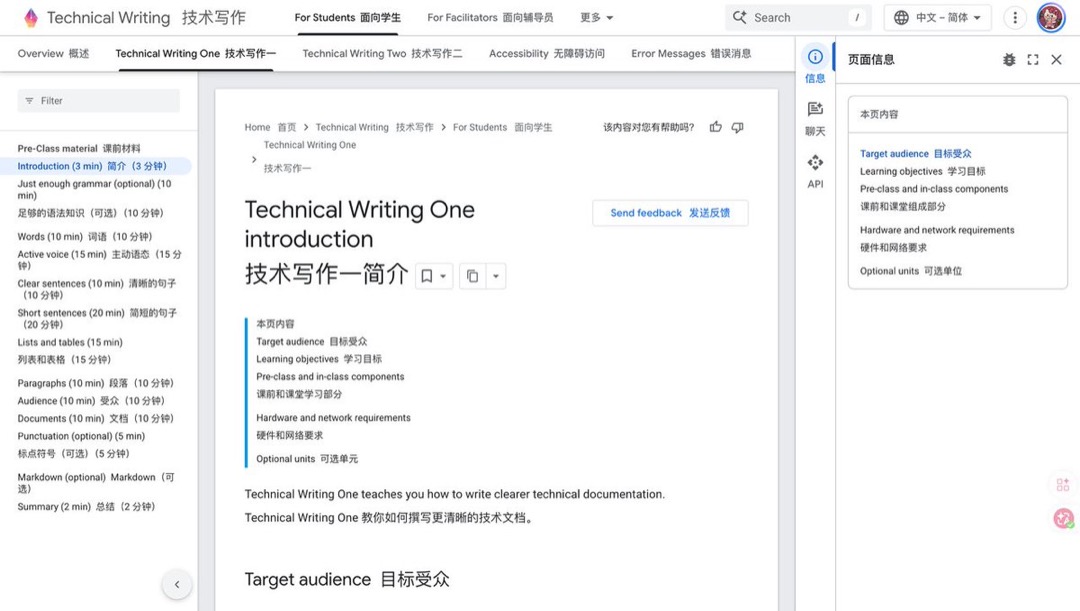 Technical Writing 技术写作
For Students 面向学生
For Facilitators 面向辅导员
更多
Search
/
中文 – 简体
Overview 概述
Technical Writing One 技术写作一
Technical Writing Two 技术写作二
Accessibility 无障碍访问
Error Messages 错误消息
Filter
Pre-Class material 课前材料
Introduction (3 min) 简介（3 分钟）
Just enough grammar (optional) (10
min)
足够的语法知识（可选）（10 分钟）
Words (10 min) 词语（10 分钟）
Active voice (15 min) 主动语态（15 分
钟）
Clear sentences (10 min) 清晰的句子
（10 分钟）
Short sentences (20 min) 简短的句子
（20 分钟）
Lists and tables (15 min)
列表和表格（15 分钟）
Paragraphs (10 min) 段落（10 分钟）
Audience (10 min) 受众（10 分钟）
Documents (10 min) 文档（10 分钟）
Punctuation (optional) (5 min)
标点符号（可选）（5 分钟）
Markdown (optional) Markdown（可
选）
Summary (2 min) 总结（2 分钟）
Home 首页 > Technical Writing 技术写作 > For Students 面向学生
Technical Writing One
> 技术写作一
该内容对您有帮助吗?
Technical Writing One
introduction
技术写作一简介
Send feedback 发送反馈
本页内容
Target audience 目标受众
Learning objectives 学习目标
Pre-class and in-class components
课前和课堂学习部分
Hardware and network requirements
硬件和网络要求
Optional units 可选单元
Technical Writing One teaches you how to write clearer technical documentation.
Technical Writing One 教你如何撰写更清晰的技术文档。
Target audience 目标受众
信息
聊天
API
页面信息
本页内容
Target audience 目标受众
Learning objectives 学习目标
Pre-class and in-class components
课前和课堂组成部分
Hardware and network requirements
硬件和网络要求
Optional units 可选单位